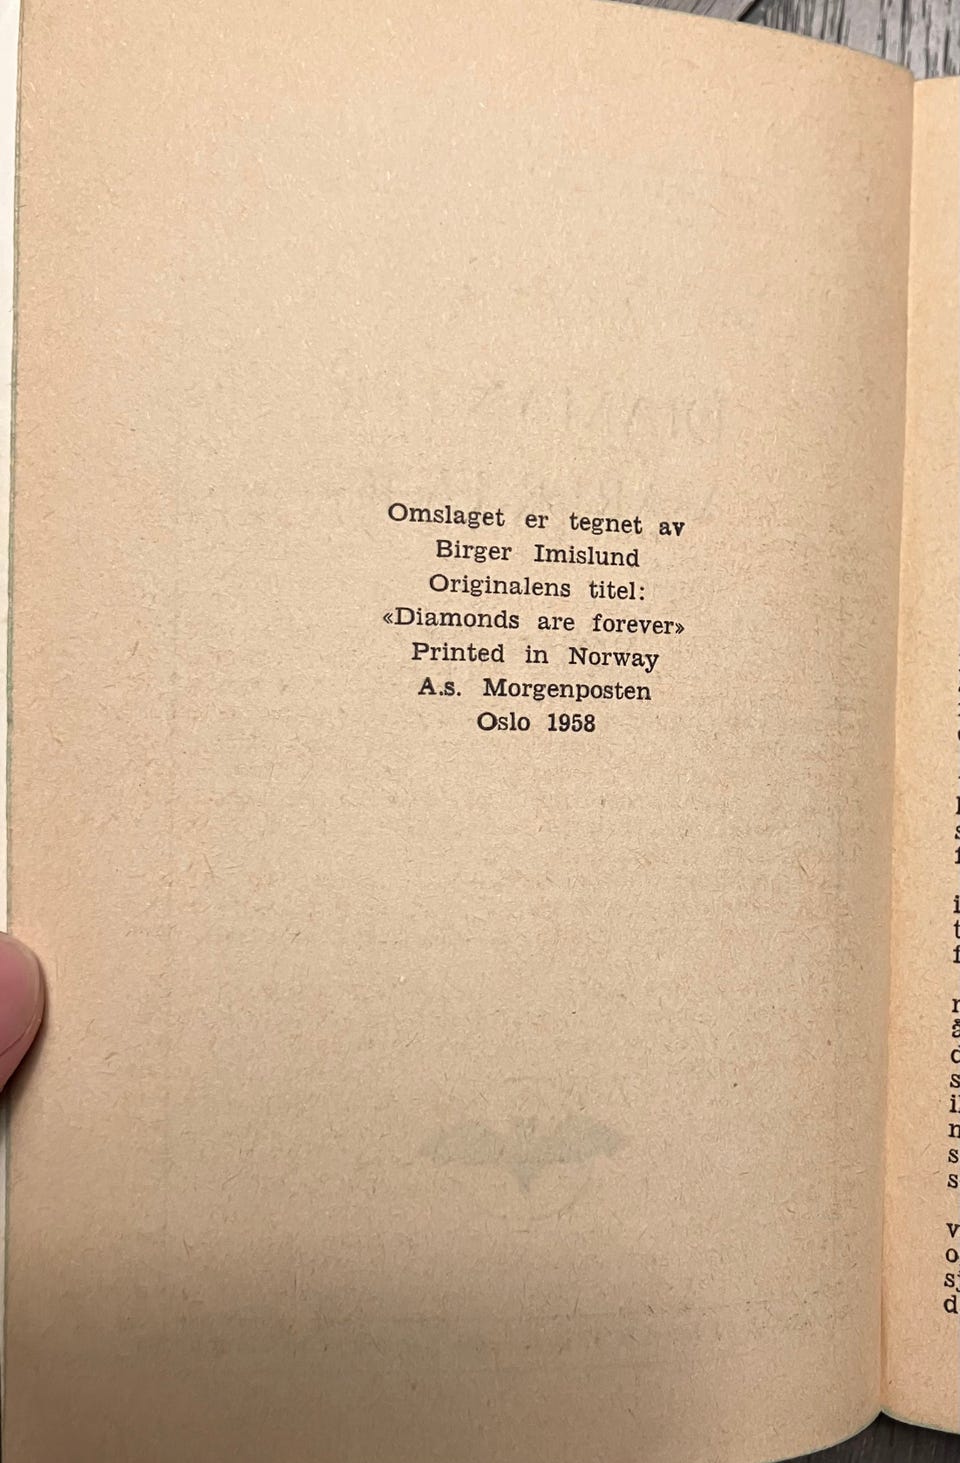 Omslaget er tegnet av
Birger Imislund
Originalens titel:
«Diamonds are forever»
Printed in Norway
A.s. Morgenposten
Oslo 1958